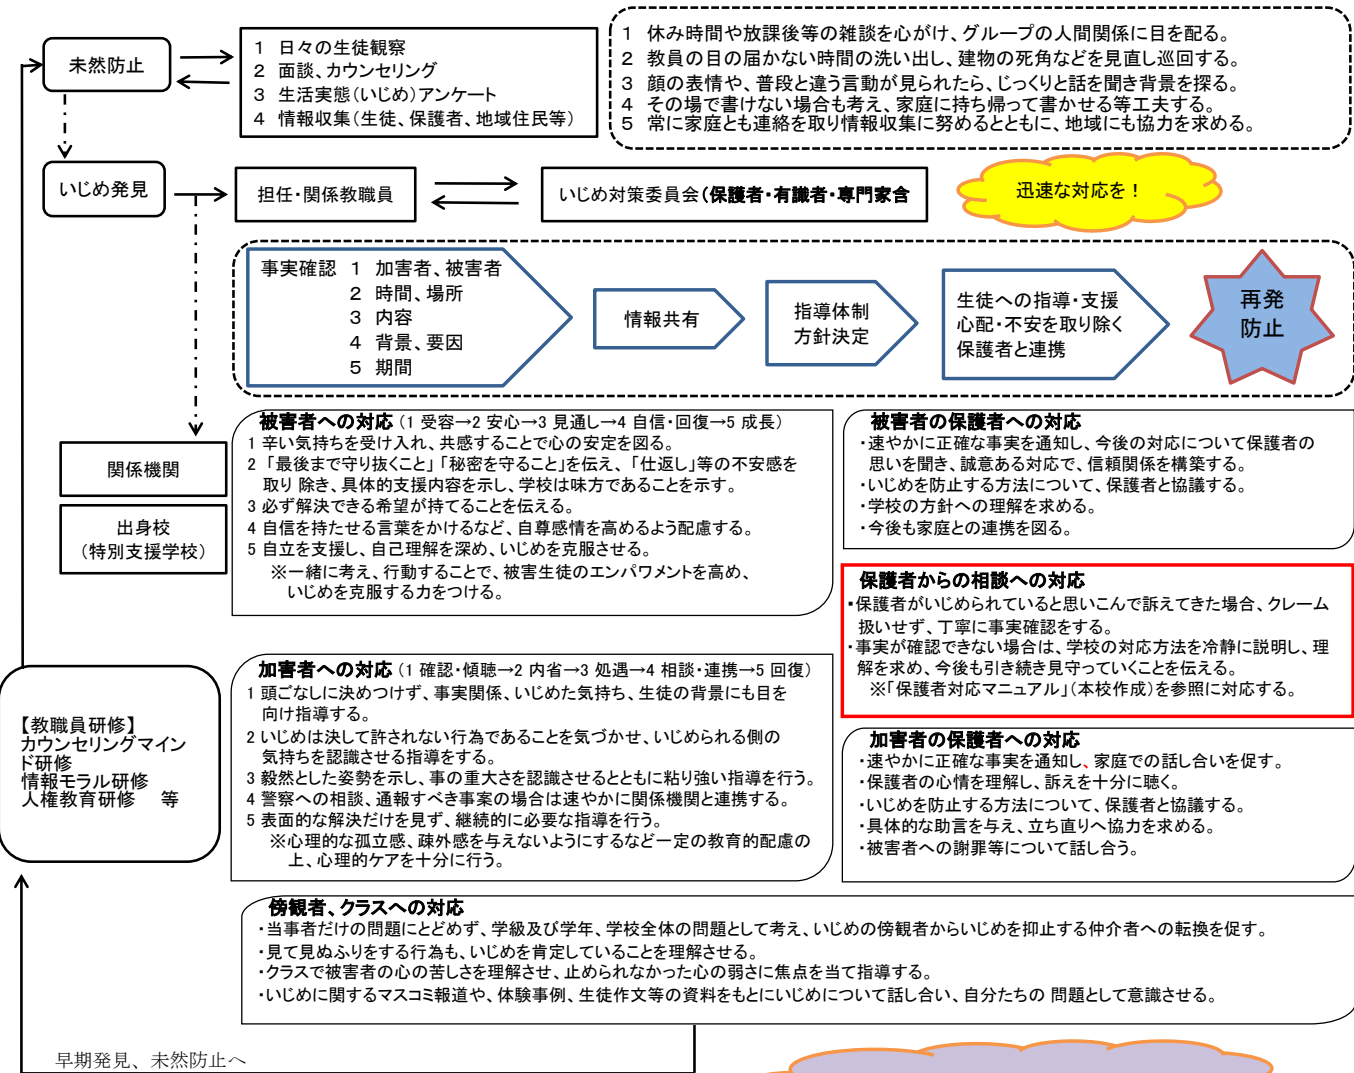 未然防止
1 日々の生徒観察
2 面談、カウンセリング
3 生活実態(いじめ)アンケート
4 情報収集(生徒、保護者、地域住民等)
1 休み時間や放課後等の雑談を心がけ、グループの人間関係に目を配る。
2 教員の目の届かない時間の洗い出し、建物の死角などを見直し巡回する。
3 顔の表情や、普段と違う言動が見られたら、じっくりと話を聞き背景を探る。
4 その場で書けない場合も考え、家庭に持ち帰って書かせる等工夫する。
5 常に家庭とも連絡を取り情報収集に努めるとともに、地域にも協力を求める。
いじめ発見
担任・関係教職員
いじめ対策委員会(保護者・有識者・専門家含
迅速な対応を！
事実確認 1 加害者、被害者
2 時間、場所
3 内容
4 背景、要因
5 期間
情報共有
指導体制
方針決定
生徒への指導・支援
心配・不安を取り除く
保護者と連携
再発
防止
関係機関
出身校
(特別支援学校)
被害者への対応 (1 受容→2 安心→3 見通し→4 自信・回復→5 成長)
1 辛い気持ちを受け入れ、共感することで心の安定を図る。
2 「最後まで守り抜くこと」「秘密を守ること」を伝え、「仕返し」等の不安感を
取り 除き、具体的支援内容を示し、学校は味方であることを示す。
3 必ず解決できる希望が持てることを伝える。
4 自信を持たせる言葉をかけるなど、自尊感情を高めるよう配慮する。
5 自立を支援し、自己理解を深め、いじめを克服させる。
※一緒に考え、行動することで、被害生徒のエンパワメントを高め、
いじめを克服する力をつける。
被害者の保護者への対応
・速やかに正確な事実を通知し、今後の対応について保護者の
思いを聞き、誠意ある対応で、信頼関係を構築する。
・いじめを防止する方法について、保護者と協議する。
・学校の方針への理解を求める。
・今後も家庭との連携を図る。
保護者からの相談への対応
・保護者がいじめられていると思いこんで訴えてきた場合、クレーム
扱いせず、丁寧に事実確認をする。
・事実が確認できない場合は、学校の対応方法を冷静に説明し、理
解を求め、今後も引き続き見守っていくことを伝える。
※「保護者対応マニュアル」(本校作成)を参照に対応する。
【教職員研修】
カウンセリングマイン
ド研修
情報モラル研修
人権教育研修 等
加害者への対応 (1 確認・傾聴→2 内省→3 処遇→4 相談・連携→5 回復)
1 頭ごなしに決めつけず、事実関係、いじめた気持ち、生徒の背景にも目を
向け指導する。
2 いじめは決して許されない行為であることを気づかせ、いじめられる側の
気持ちを認識させる指導をする。
3 毅然とした姿勢を示し、事の重大さを認識させるとともに粘り強い指導を行う。
4 警察への相談、通報すべき事案の場合は速やかに関係機関と連携する。
5 表面的な解決だけを見ず、継続的に必要な指導を行う。
※心理的な孤立感、疎外感を与えないようにするなど一定の教育的配慮の
上、心理的ケアを十分に行う。
加害者の保護者への対応
・速やかに正確な事実を通知し、家庭での話し合いを促す。
・保護者の心情を理解し、訴えを十分に聴く。
・いじめを防止する方法について、保護者と協議する。
・具体的な助言を与え、立ち直りへ協力を求める。
・被害者への謝罪等について話し合う。
傍観者、クラスへの対応
・当事者だけの問題にとどめず、学級及び学年、学校全体の問題として考え、いじめの傍観者からいじめを抑止する仲介者への転換を促す。
・見て見ぬふりをする行為も、いじめを肯定していることを理解させる。
・クラスで被害者の心の苦しさを理解させ、止められなかった心の弱さに焦点を当て指導する。
・いじめに関するマスコミ報道や、体験事例、生徒作文等の資料をもとにいじめについて話し合い、自分たちの 問題として意識させる。
早期発見、未然防止へ